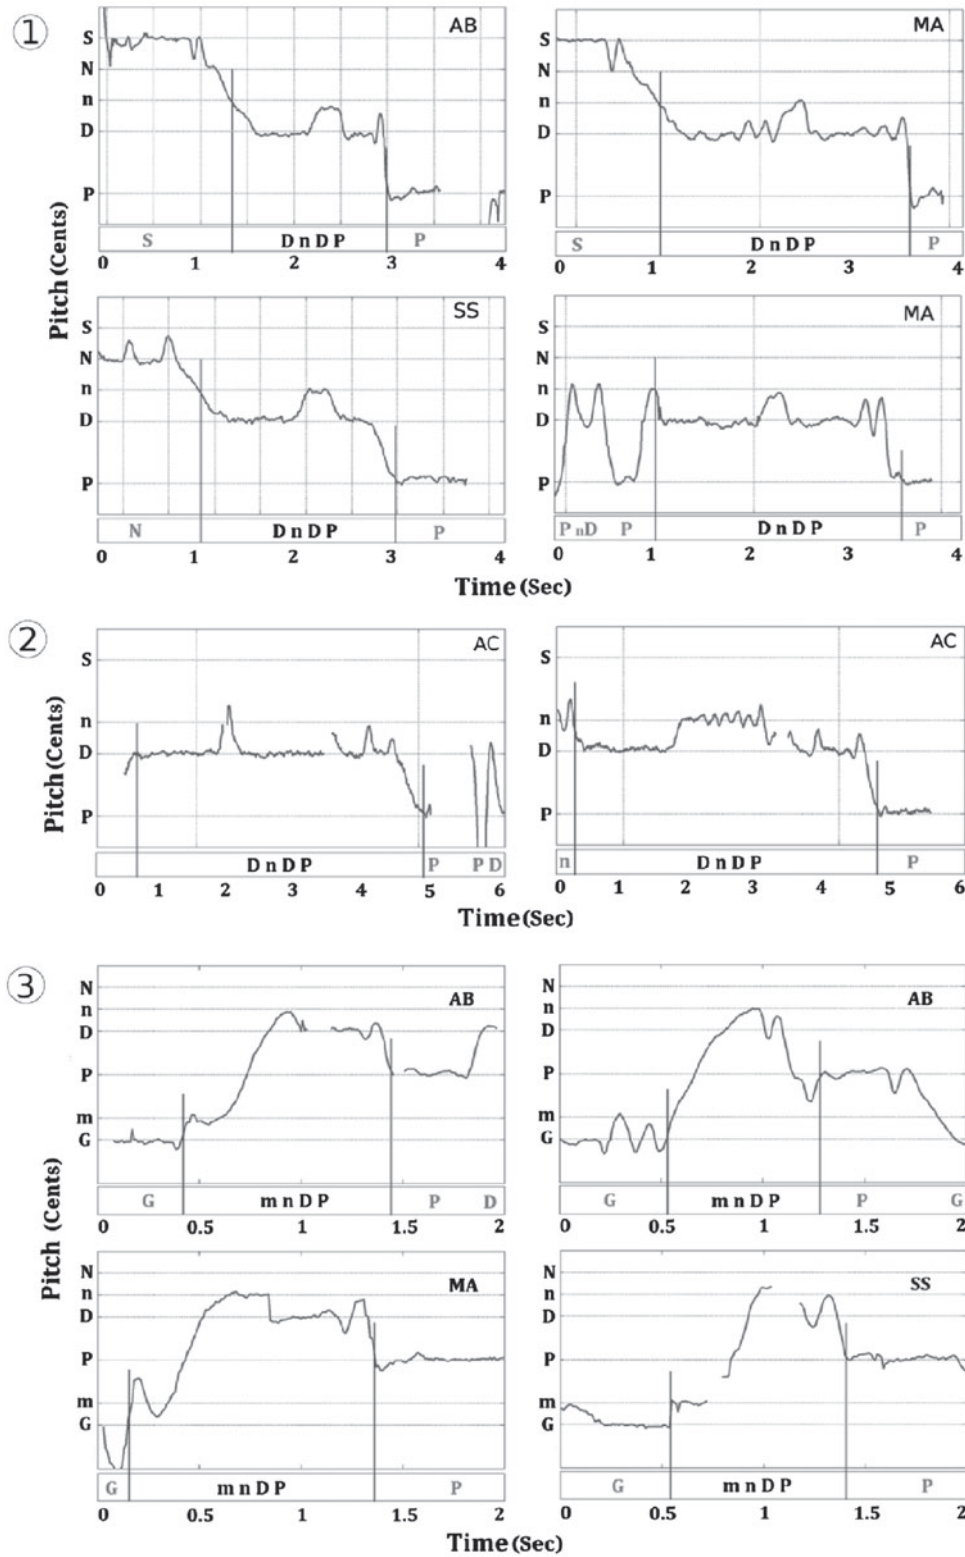 1
AB
S
N
n
D
P
S D n D P P
0 1 2 3 4
MA
S
N
n
D
P
S D n D P P
0 1 2 3 4
SS
S
N
n
D
P
N D n D P P
0 1 2 3 4
MA
S
N
n
D
P
P nD P D n D P P
0 1 2 3 4
Pitch (Cents)
Time (Sec)
2
AC
S
n
D
P
D n D P P P D
0 1 2 3 4 5 6
AC
S
n
D
P
n D n D P P
0 1 2 3 4 5 6
Pitch (Cents)
Time (Sec)
3
AB
N
n
D
P
m
G
G m n D P P D
0 0.5 1 1.5 2
AB
N
n
D
P
m
G
G m n D P P G
0 0.5 1 1.5 2
MA
N
n
D
P
m
G
G m n D P P
0 0.5 1 1.5 2
SS
N
n
D
P
m
G
G m n D P P
0 0.5 1 1.5 2
Pitch (Cents)
Time (Sec)